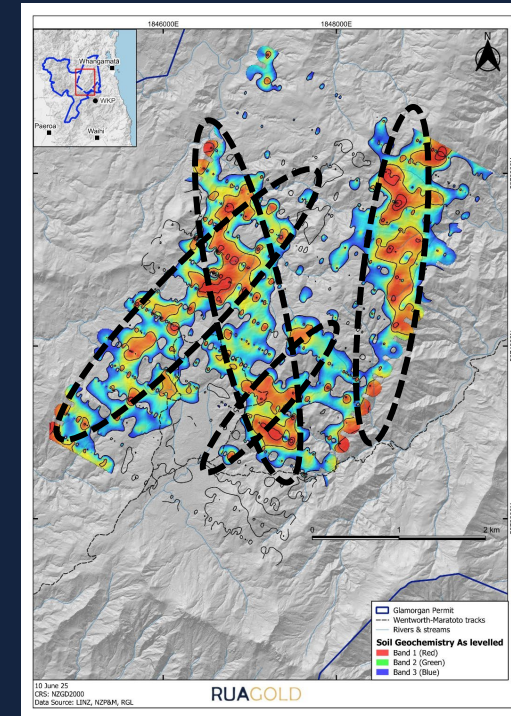 1846000E
1848000E
Whangamatā
WKP
Paeroa
Waihi
N
0
1
2 km
Glamorgan Permit
Wentworth-Maratoto tracks
Rivers & streams
Soil Geochemistry As levelled
Band 1 (Red)
Band 2 (Green)
Band 3 (Blue)
10 June 25
CRS: NZGD2000
Data Source: LINZ, NZP&M, RGL
RUAGOLD